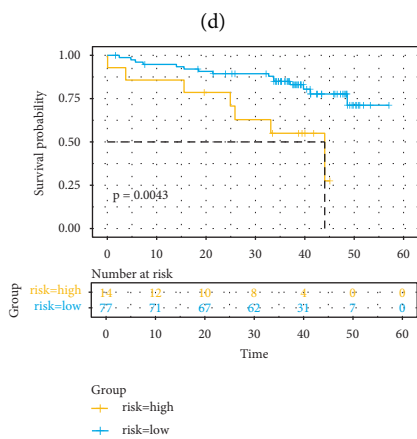 (d)
1.00
0.75
0.50
0.25
0.00
Survival probability
p = 0.0043
0 10 20 30 40 50 60
Time
Number at risk
Group
risk=high 14 12 10 8 4 0 0
risk=low 77 71 67 62 31 7 0
0 10 20 30 40 50 60
Time
Group
risk=high
risk=low